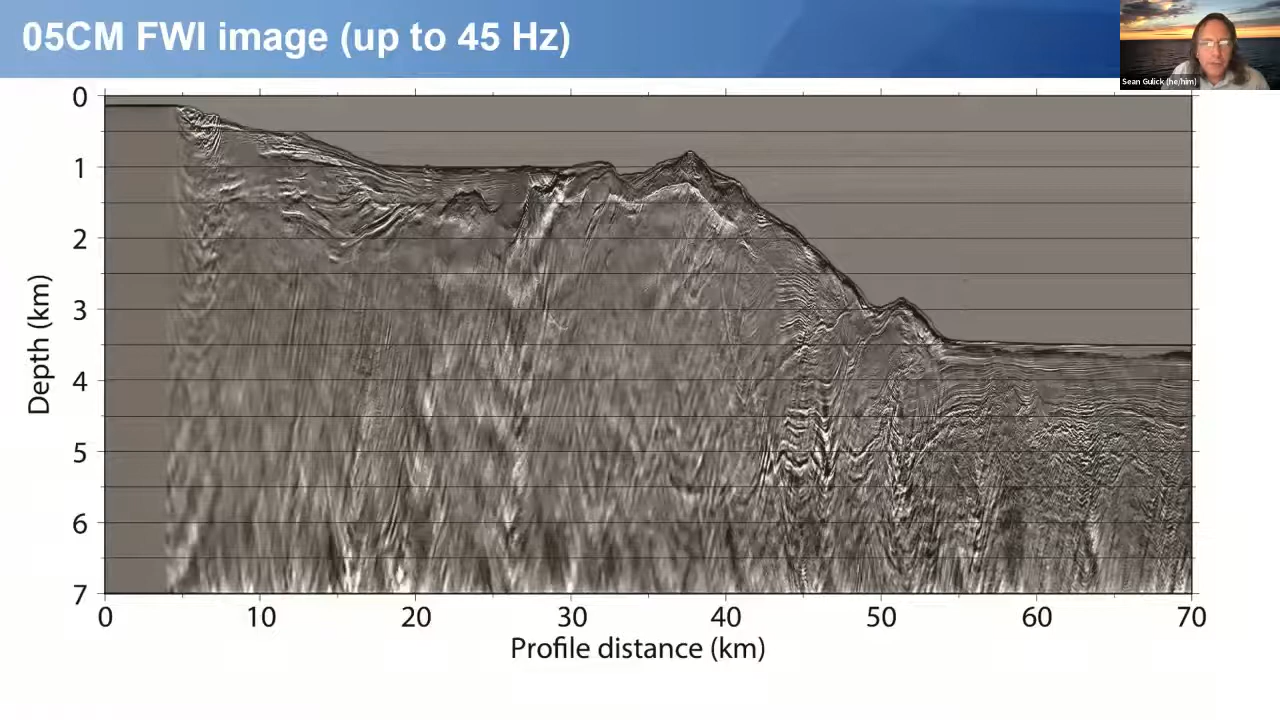 05CM FWI image (up to 45 Hz)
Sean Gulick (he/him)
0
1
2
3
4
5
6
7
Depth (km)
0 10 20 30 40 50 60 70
Profile distance (km)